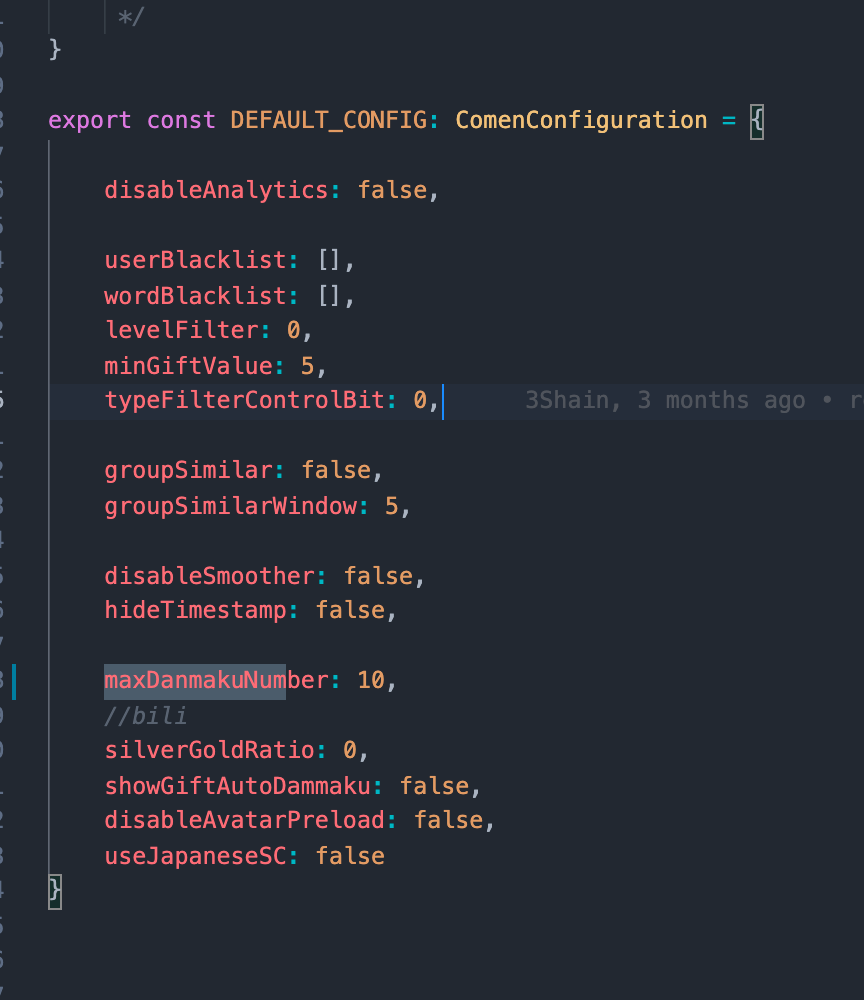 */
}
export const DEFAULT_CONFIG: ComenConfiguration = {
disableAnalytics: false,
userBlacklist: [],
wordBlacklist: [],
levelFilter: 0,
minGiftValue: 5,
typeFilterControlBit: 0, 3Shain, 3 months ago •
groupSimilar: false,
groupSimilarWindow: 5,
disableSmoother: false,
hideTimestamp: false,
maxDanmakuNumber: 10,
//bili
silverGoldRatio: 0,
showGiftAutoDammaku: false,
disableAvatarPreload: false,
useJapaneseSC: false
}